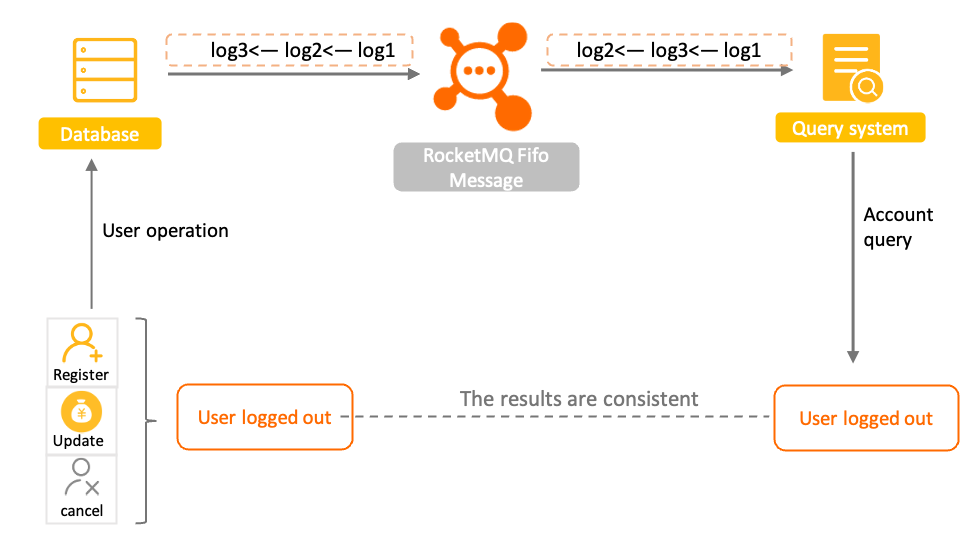 log3<— log2<— log1
log2<— log3<— log1
Database
RocketMQ Fifo
Message
Query system
User operation
Account
query
Register
¥
Update
cancel
User logged out
The results are consistent
User logged out